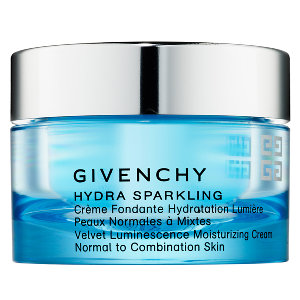 GIVENCHY
HYDRA SPARKLING
Crème Fondante Hydratation Lumière
Peaux Normales à Mixtes
Velvet Luminescence Moisturizing Cream
Normal to Combination Skin